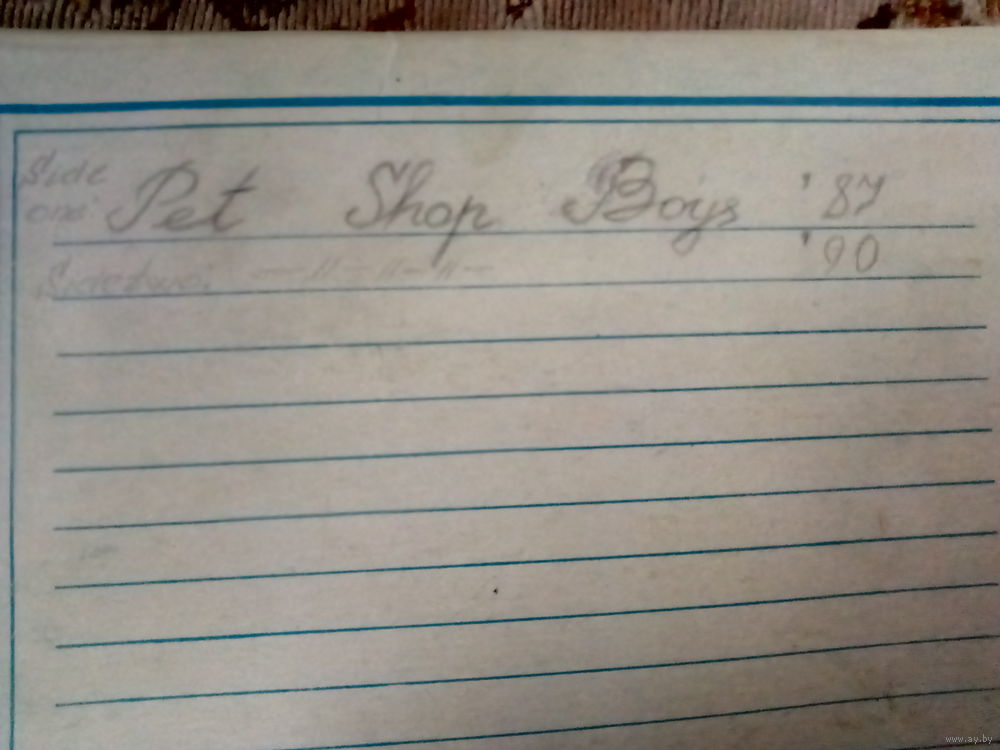 Side one: Pet Shop Boys '87
Side two: —〃—〃—〃— '90
www.ay.by